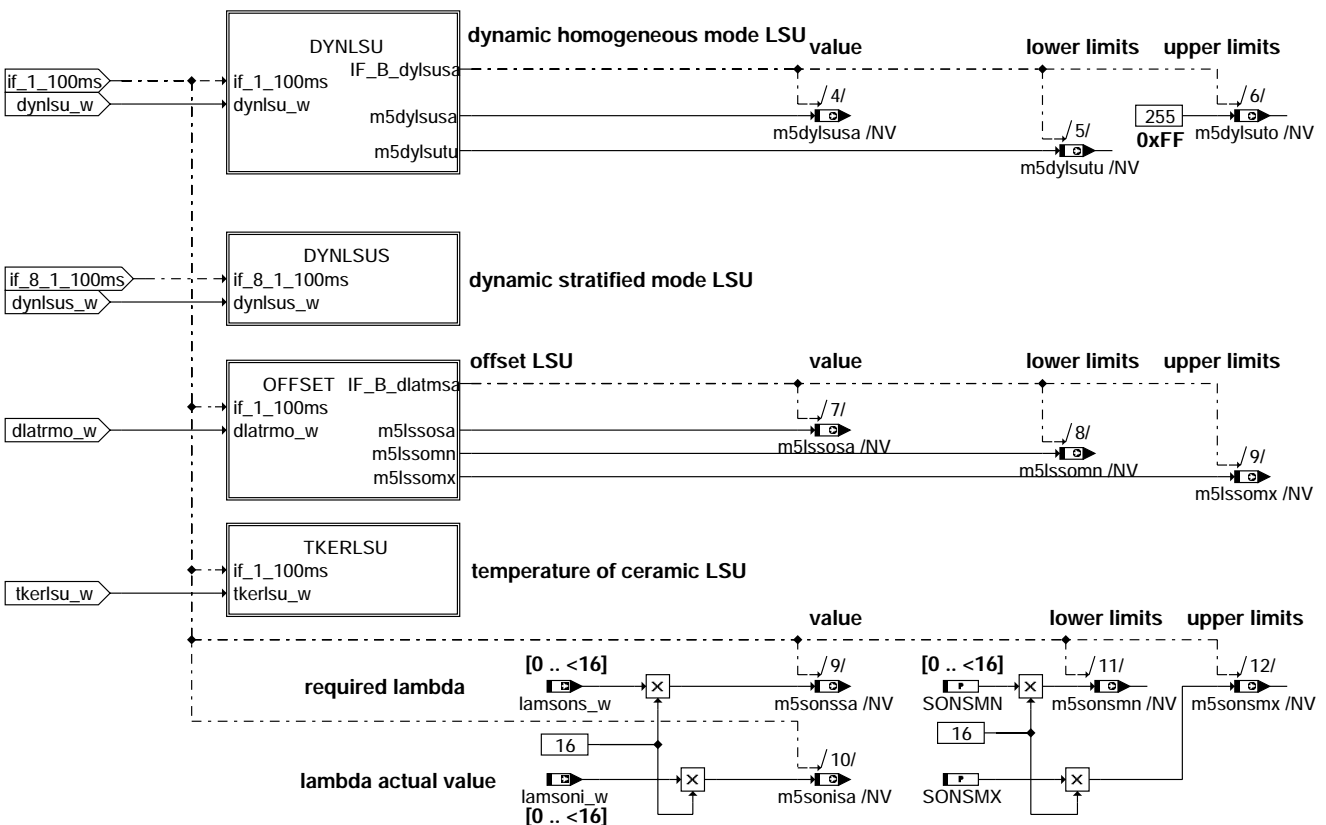 dynamic homogeneous mode LSU
value
lower limits
upper limits
DYNLSU
IF_B_dylsusa
if_1_100ms
if_1_100ms
dynlsu_w
dynlsu_w
m5dylsusa
m5dylsutu
/ 4/
m5dylsusa /NV
/ 5/
m5dylsutu /NV
255
0xFF
/ 6/
m5dylsuto /NV
DYNLSUS
if_8_1_100ms
if_8_1_100ms
dynlsus_w
dynlsus_w
dynamic stratified mode LSU
offset LSU
value
lower limits
upper limits
OFFSET IF_B_dlatmsa
if_1_100ms
dlatrmo_w
dlatrmo_w
m5lssosa
m5lssomn
m5lssomx
/ 7/
m5lssosa /NV
/ 8/
m5lssomn /NV
/ 9/
m5lssomx /NV
TKERLSU
if_1_100ms
tkerlsu_w
tkerlsu_w
temperature of ceramic LSU
value
lower limits
upper limits
required lambda
[0 .. <16]
lamsons_w
/ 9/
m5sonssa /NV
[0 .. <16]
P
SONSMN
/ 11/
m5sonsmn /NV
/ 12/
m5sonsmx /NV
16
16
lambda actual value
lamsoni_w
[0 .. <16]
/ 10/
m5sonisa /NV
P
SONSMX